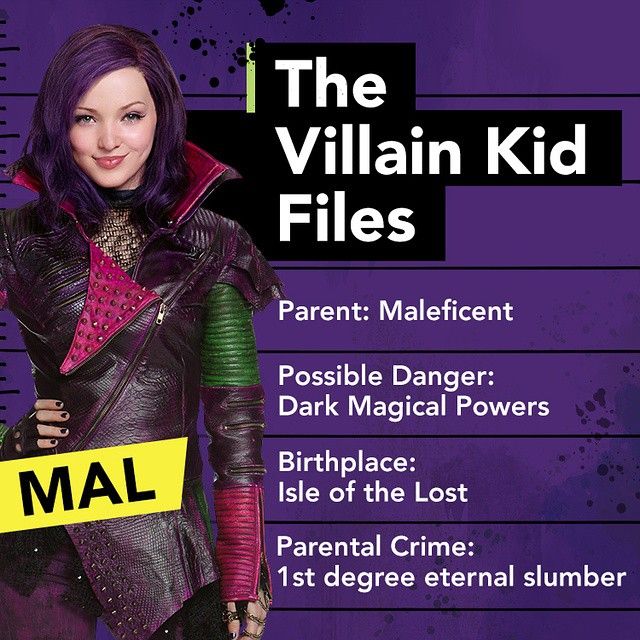 The
Villain Kid
Files
Parent: Maleficent
Possible Danger:
Dark Magical Powers
Birthplace:
Isle of the Lost
Parental Crime:
1st degree eternal slumber
MAL